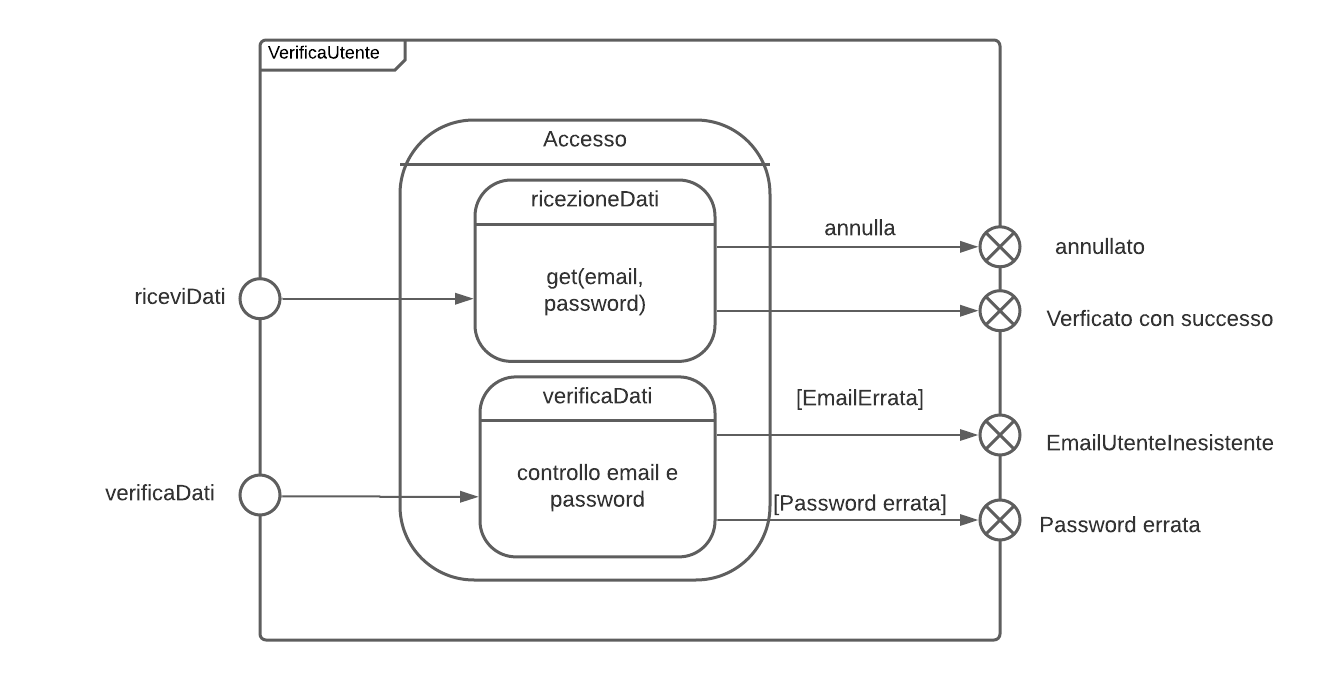 VerificaUtente
Accesso
ricezioneDati
get(email,
password)
annulla
annullato
riceviDati
Verficato con successo
verificaDati
controllo email e
password
[EmailErrata]
EmailUtenteInesistente
verificaDati
[Password errata]
Password errata